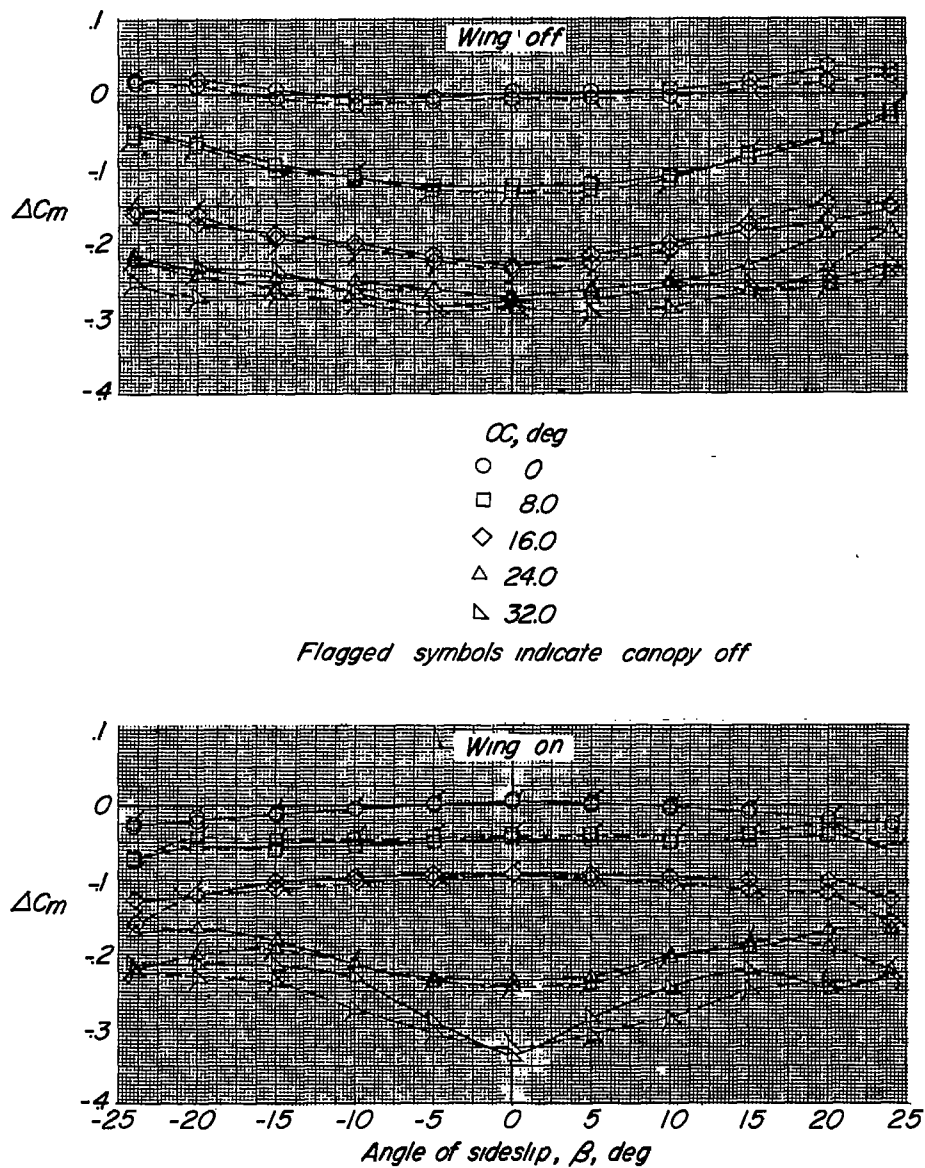 .1
Wing off
0
-.1
ΔCm
-.2
-.3
-.4
α, deg
0
8.0
16.0
24.0
32.0
Flagged symbols indicate canopy off
.1
Wing on
0
-.1
ΔCm
-.2
-.3
-.4
-25 -20 -15 -10 -5 0 5 10 15 20 25
Angle of sideslip, β, deg